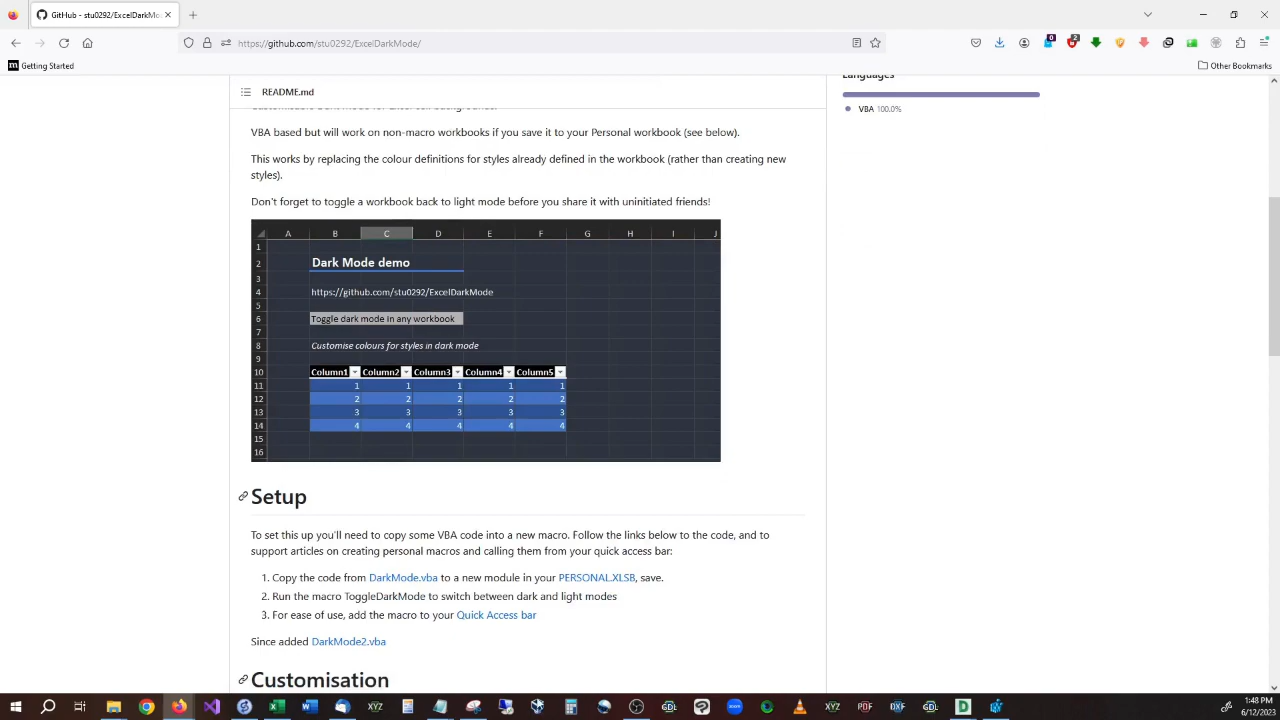 GitHub - stu0292/ExcelDarkMo
https://github.com/stu0292/ExcelDarkMode/
0
2
Getting Started
Other Bookmarks
README.md
Languages
VBA 100.0%
VBA based but will work on non-macro workbooks if you save it to your Personal workbook (see below).
This works by replacing the colour definitions for styles already defined in the workbook (rather than creating new
styles).
Don't forget to toggle a workbook back to light mode before you share it with uninitiated friends!
A B C D E F G H I J
1
2 Dark Mode demo
3
4 https://github.com/stu0292/ExcelDarkMode
5
6 Toggle dark mode in any workbook
7
8 Customise colours for styles in dark mode
9
10 Column1 Column2 Column3 Column4 Column5
11 1 1 1 1 1
12 2 2 2 2 2
13 3 3 3 3 3
14 4 4 4 4 4
15
16
Setup
To set this up you'll need to copy some VBA code into a new macro. Follow the links below to the code, and to
support articles on creating personal macros and calling them from your quick access bar:
1. Copy the code from DarkMode.vba to a new module in your PERSONAL.XLSB, save.
2. Run the macro ToggleDarkMode to switch between dark and light modes
3. For ease of use, add the macro to your Quick Access bar
Since added DarkMode2.vba
Customisation
1:48 PM
6/12/2023